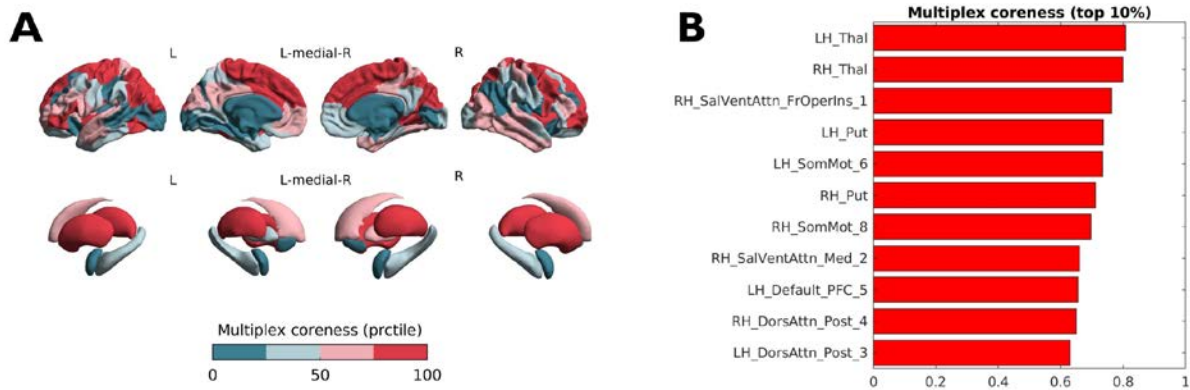 A
L
L-medial-R
R
L
L-medial-R
R
Multiplex coreness (prctile)
0
50
100
B
Multiplex coreness (top 10%)
LH_Thal
RH_Thal
RH_SalVentAttn_FrOperIns_1
LH_Put
LH_SomMot_6
RH_Put
RH_SomMot_8
RH_SalVentAttn_Med_2
LH_Default_PFC_5
RH_DorsAttn_Post_4
LH_DorsAttn_Post_3
0
0.2
0.4
0.6
0.8
1